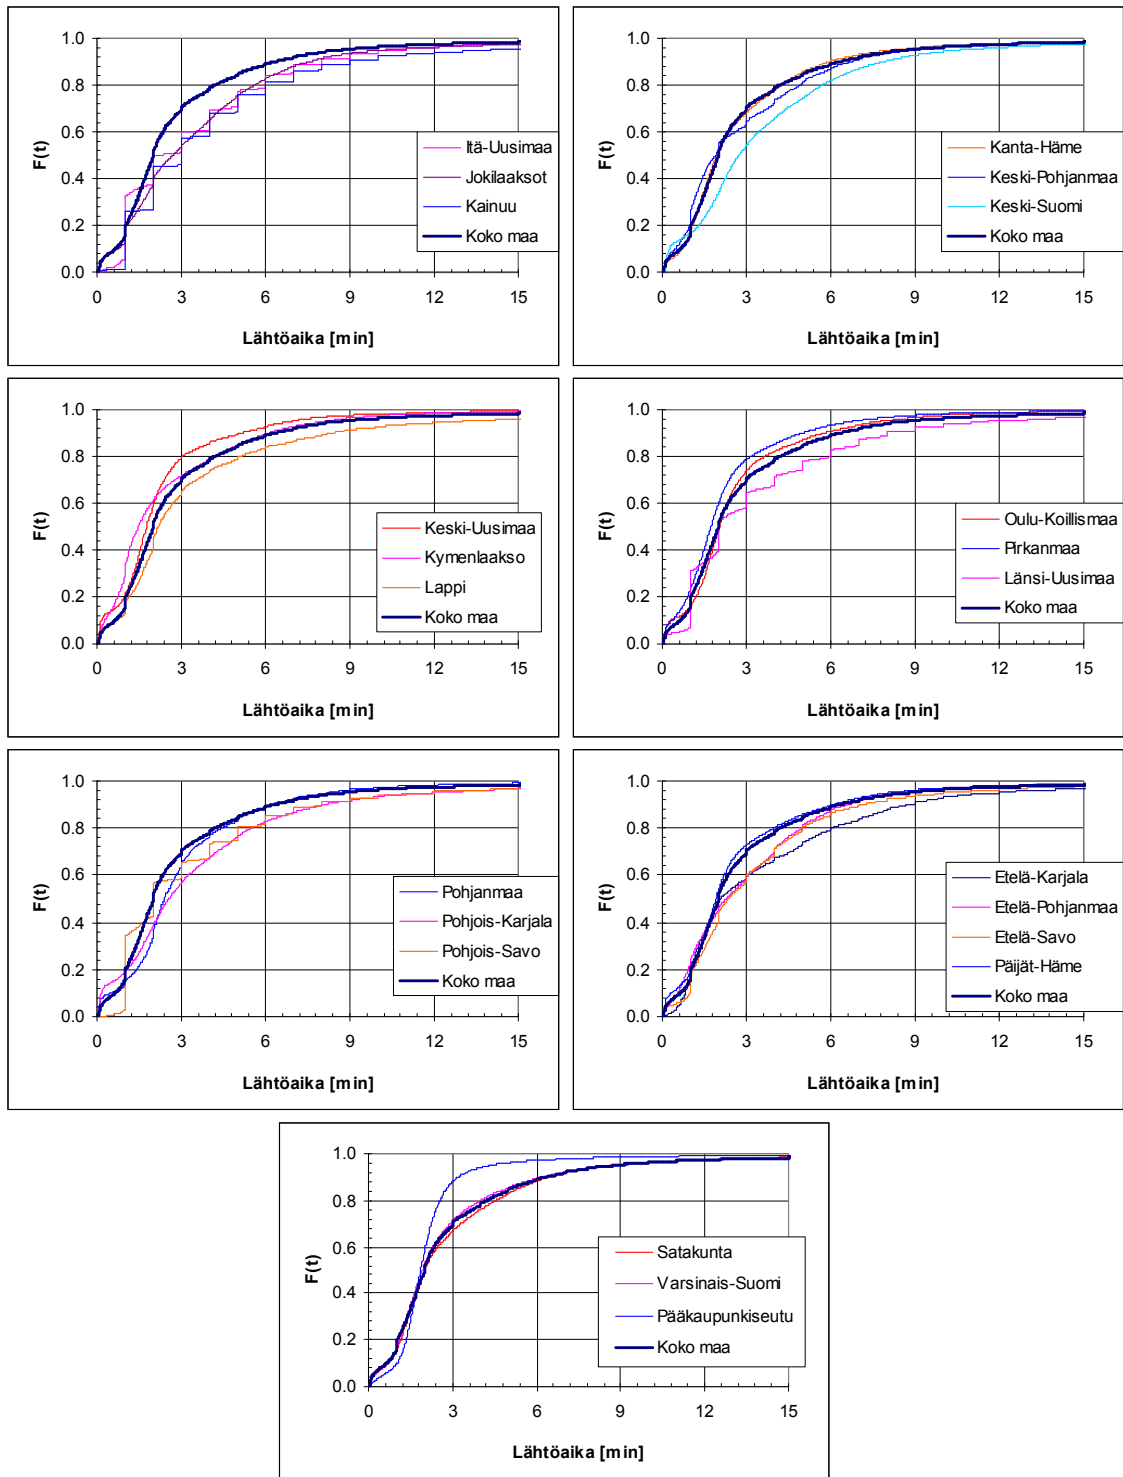 1.0
0.8
0.6
0.4
0.2
0.0
F(t)
0 3 6 9 12 15
Lähtöaika [min]
Itä-Uusimaa
Jokilaaksot
Kainuu
Koko maa
1.0
0.8
0.6
0.4
0.2
0.0
F(t)
0 3 6 9 12 15
Lähtöaika [min]
Kanta-Häme
Keski-Pohjanmaa
Keski-Suomi
Koko maa
1.0
0.8
0.6
0.4
0.2
0.0
F(t)
0 3 6 9 12 15
Lähtöaika [min]
Keski-Uusimaa
Kymenlaakso
Lappi
Koko maa
1.0
0.8
0.6
0.4
0.2
0.0
F(t)
0 3 6 9 12 15
Lähtöaika [min]
Oulu-Koillismaa
Pirkanmaa
Länsi-Uusimaa
Koko maa
1.0
0.8
0.6
0.4
0.2
0.0
F(t)
0 3 6 9 12 15
Lähtöaika [min]
Pohjanmaa
Pohjois-Karjala
Pohjois-Savo
Koko maa
1.0
0.8
0.6
0.4
0.2
0.0
F(t)
0 3 6 9 12 15
Lähtöaika [min]
Etelä-Karjala
Etelä-Pohjanmaa
Etelä-Savo
Päijät-Häme
Koko maa
1.0
0.8
0.6
0.4
0.2
0.0
F(t)
0 3 6 9 12 15
Lähtöaika [min]
Satakunta
Varsinais-Suomi
Pääkaupunkiseutu
Koko maa